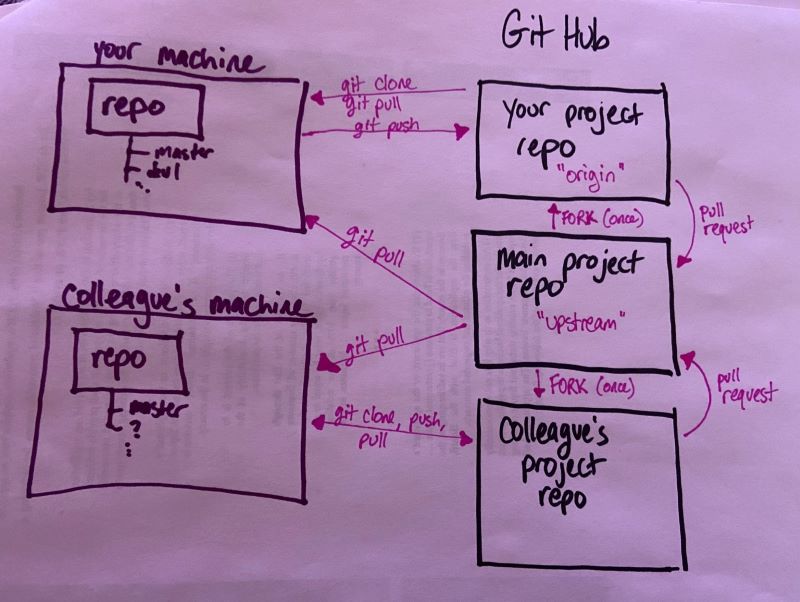 Git Hub
your machine
repo
master
dvl
git clone
git pull
git push
Your project
repo
"origin"
FORK (once)
pull
request
git
pull
main project
repo
"upstream"
Colleague's machine
repo
master
?
git pull
FORK (once)
pull
request
git clone, push,
pull
Colleague's
project
repo